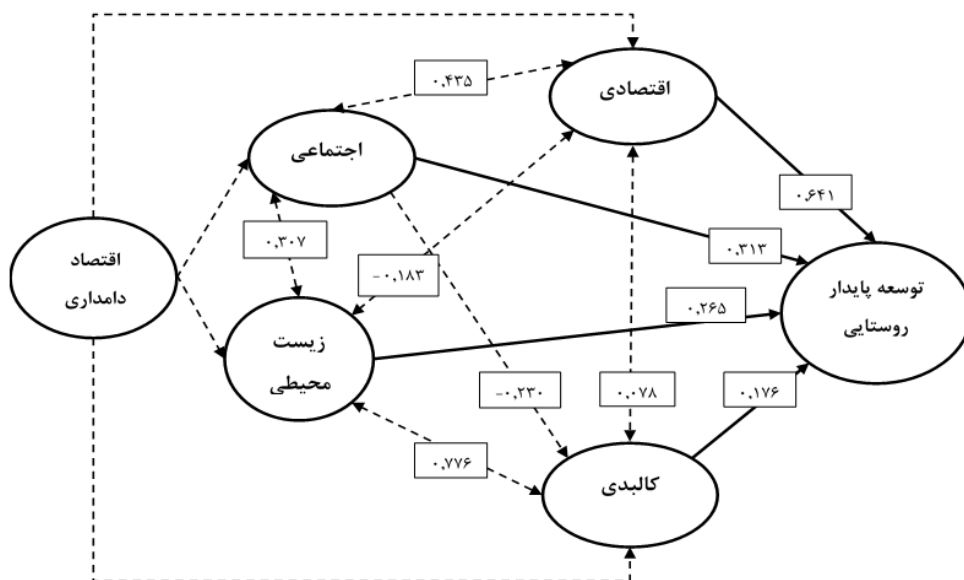 اقتصادی
۰,۴۳۵
اجتماعی
۰,۶۴۱
۰,۳۰۷
۰,۳۱۳
اقتصاد
دامداری
-۰,۱۸۳
توسعه پایدار
روستایی
۰,۲۶۵
زیست
محیطی
-۰,۲۳۰
۰,۰۷۸
۰,۱۷۶
۰,۷۷۶
کالبدی